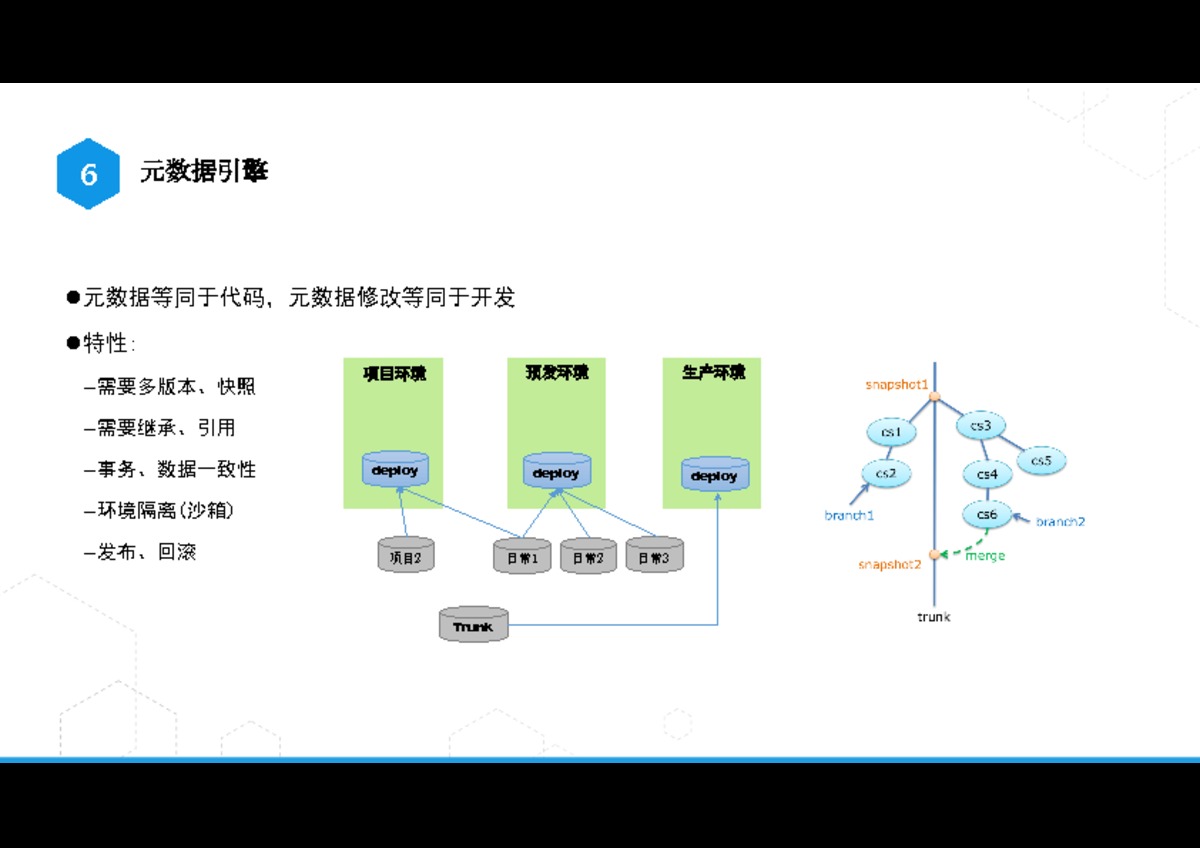 6
元数据引擎
●元数据等同于代码，元数据修改等同于开发
●特性：
–需要多版本、快照
–需要继承、引用
–事务、数据一致性
–环境隔离(沙箱)
–发布、回滚
项目环境
预发环境
生产环境
deploy
deploy
deploy
项目2
日常1
日常2
日常3
Trunk
snapshot1
cs1
cs3
cs2
cs4
cs5
branch1
cs6
branch2
snapshot2
merge
trunk